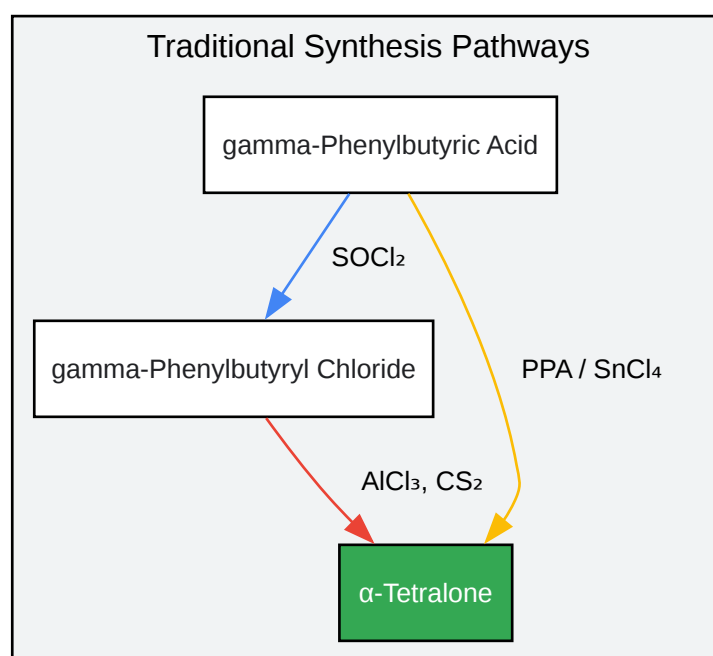 Traditional Synthesis Pathways
gamma-Phenylbutyric Acid
SOCl₂
gamma-Phenylbutyryl Chloride
PPA / SnCl₄
AlCl₃, CS₂
α-Tetralone